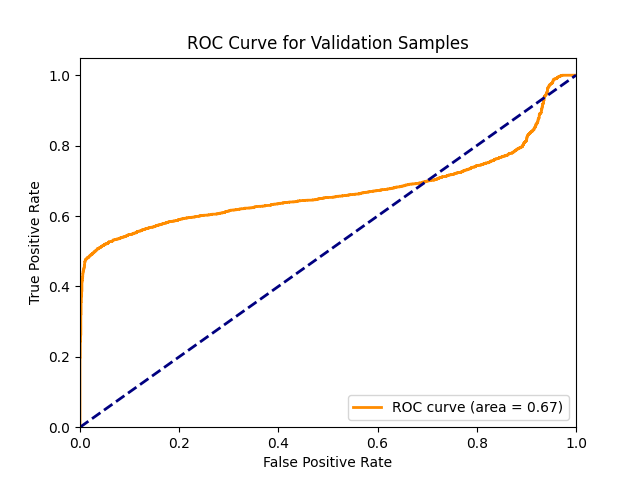 ROC Curve for Validation Samples
True Positive Rate
1.0
0.8
0.6
0.4
0.2
0.0
0.0 0.2 0.4 0.6 0.8 1.0
False Positive Rate
ROC curve (area = 0.67)